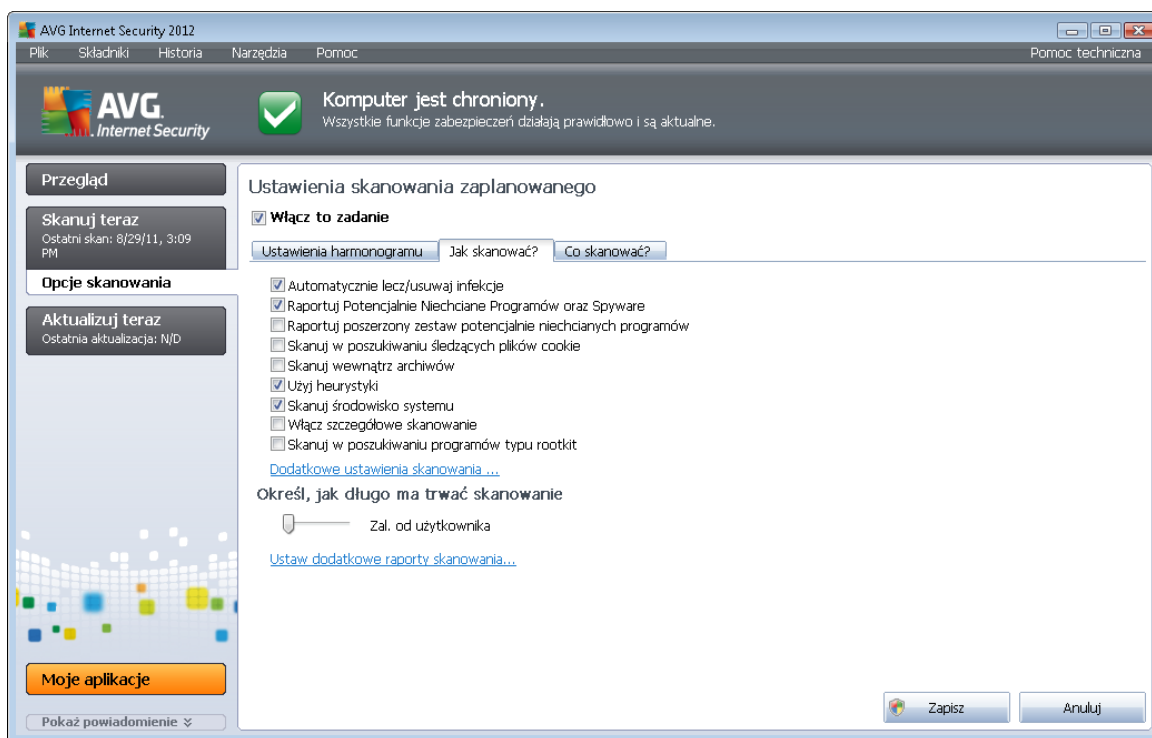 AVG Internet Security 2012
Plik Składniki Historia Narzędzia Pomoc Pomoc techniczna
AVG.
Internet Security
Komputer jest chroniony.
Wszystkie funkcje zabezpieczeń działają prawidłowo i są aktualne.
Przegląd
Skanuj teraz
Ostatni skan: 8/29/11, 3:09
PM
Opcje skanowania
Aktualizuj teraz
Ostatnia aktualizacja: N/D
Ustawienia skanowania zaplanowanego
Włącz to zadanie
Ustawienia harmonogramu Jak skanować? Co skanować?
Automatycznie lecz/usuwaj infekcje
Raportuj Potencjalnie Niechciane Programów oraz Spyware
Raportuj poszerzony zestaw potencjalnie niechcianych programów
Skanuj w poszukiwaniu śledzących plików cookie
Skanuj wewnątrz archiwów
Użyj heurystyki
Skanuj środowisko systemu
Włącz szczegółowe skanowanie
Skanuj w poszukiwaniu programów typu rootkit
Dodatkowe ustawienia skanowania ...
Określ, jak długo ma trwać skanowanie
Zal. od użytkownika
Ustaw dodatkowe raporty skanowania...
Moje aplikacje
Pokaż powiadomienie
Zapisz Anuluj